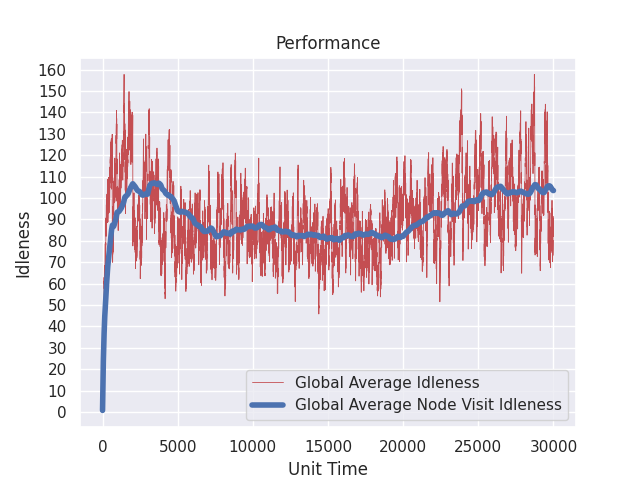 Performance
160
150
140
130
120
110
100
90
80
70
60
50
40
30
20
10
0
Idleness
Global Average Idleness
Global Average Node Visit Idleness
0 5000 10000 15000 20000 25000 30000
Unit Time